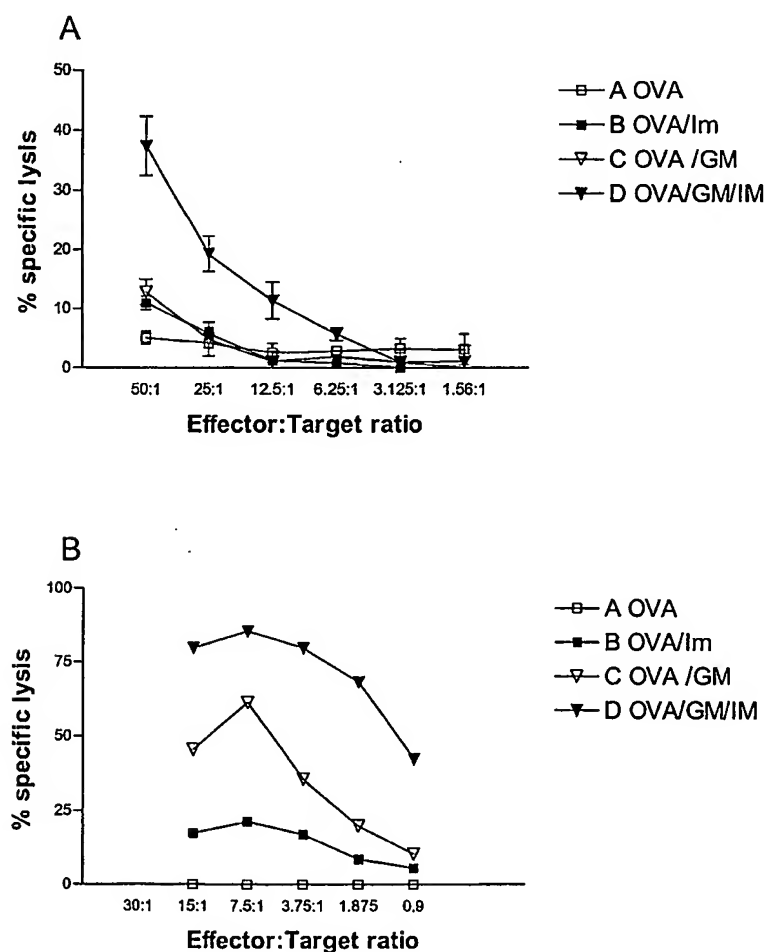 A
% specific lysis
50
40
30
20
10
0
50:1 25:1 12.5:1 6.25:1 3.125:1 1.56:1
Effector:Target ratio
A OVA
B OVA/Im
C OVA /GM
D OVA/GM/IM
B
% specific lysis
100
75
50
25
0
30:1 15:1 7.5:1 3.75:1 1.875 0.9
Effector:Target ratio
A OVA
B OVA/Im
C OVA /GM
D OVA/GM/IM